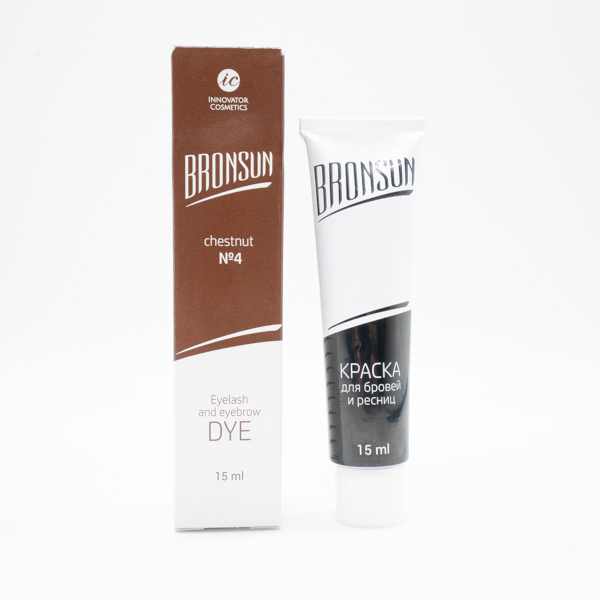 ic
INNOVATOR
COSMETICS
BRONSUN
chestnut
№4
Eyelash
and eyebrow
DYE
15 ml
BRONSUN
КРАСКА
для бровей
и ресниц
15 ml